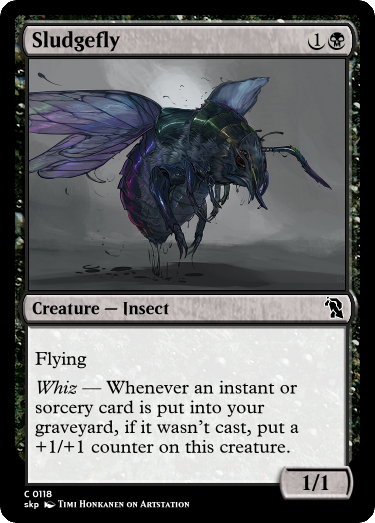 Sludgefly 1
Creature — Insect
Flying
Whiz — Whenever an instant or
sorcery card is put into your
graveyard, if it wasn't cast, put a
+1/+1 counter on this creature.
1/1
C 0118
skp Timi Honkanen on Artstation